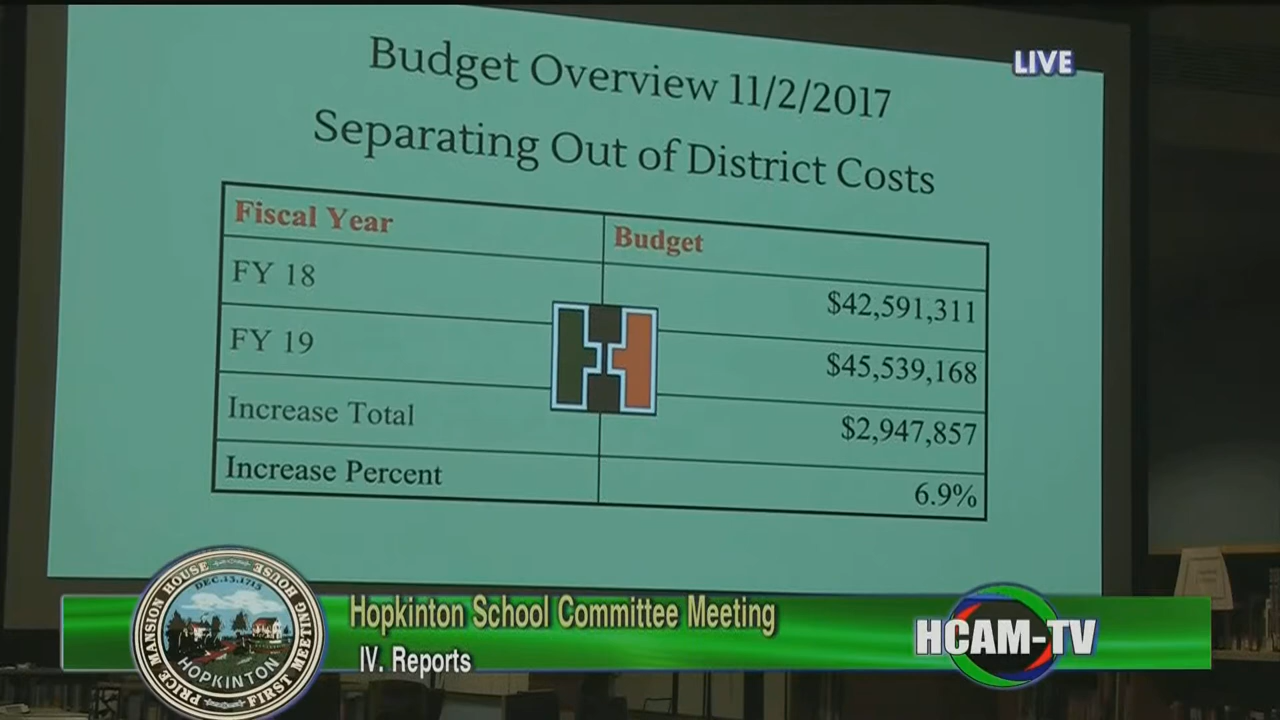 LIVE
Budget Overview 11/2/2017
Separating Out of District Costs
Fiscal Year Budget
FY 18 $42,591,311
FY 19 $45,539,168
Increase Total $2,947,857
Increase Percent 6.9%
H
PRICE MANSION HOUSE FIRST MEETING HOUSE
DEC.13.1715
HOPKINTON
Hopkinton School Committee Meeting
IV. Reports
HCAM-TV